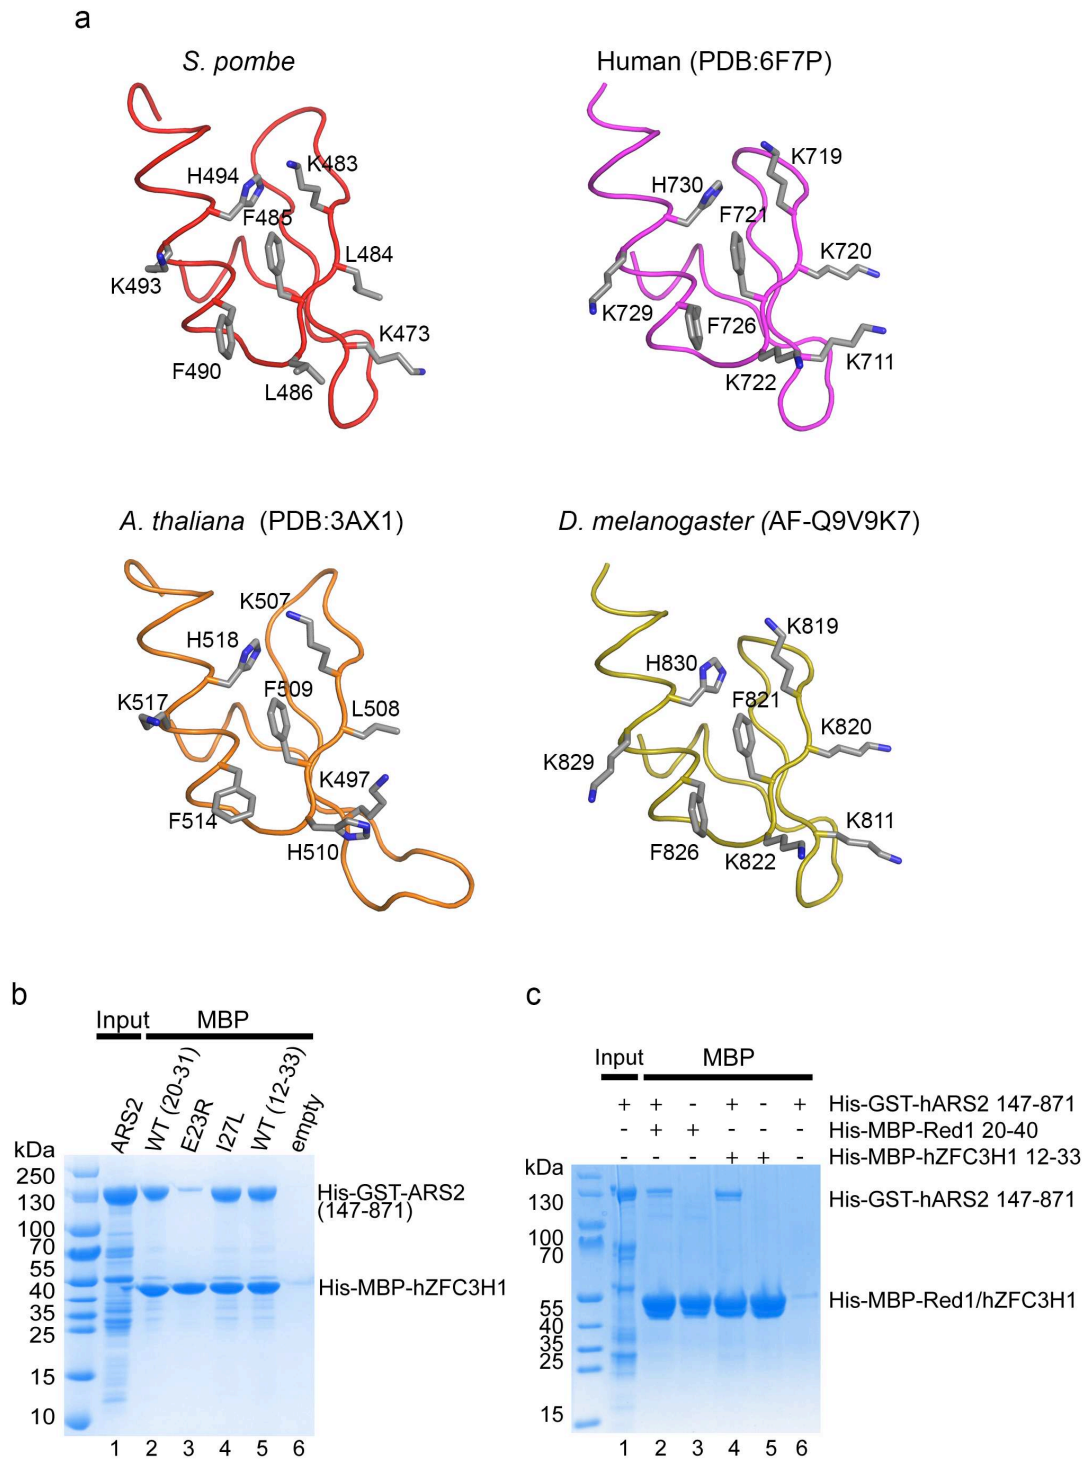 a
S. pombe
Human (PDB:6F7P)
H494
K483
F485
L484
K493
K473
F490
L486
K719
H730
F721
K720
K729
F726
K722
K711
A. thaliana (PDB:3AX1)
D. melanogaster (AF-Q9V9K7)
K507
H518
F509
K517
L508
K497
F514
H510
K819
H830
F821
K820
K829
K811
F826
K822
b
Input MBP
ARS2
WT (20-31)
E23R
I27L
WT (12-33)
empty
kDa
250
130
100
70
55
40
35
25
15
10
His-GST-ARS2
(147-871)
His-MBP-hZFC3H1
1 2 3 4 5 6
c
Input MBP
+ + - + - + His-GST-hARS2 147-871
- + + - - - His-MBP-Red1 20-40
- - - + + - His-MBP-hZFC3H1 12-33
kDa
130
100
70
55
40
35
25
15
His-GST-hARS2 147-871
His-MBP-Red1/hZFC3H1
1 2 3 4 5 6